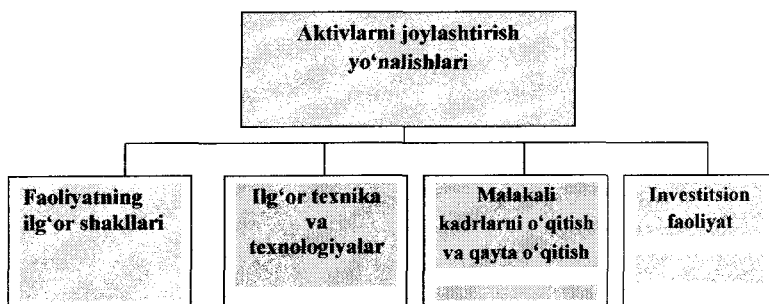 Aktivlarni joylashtirish
yo‘nalishlari
Faoliyatning
ilg‘or shakllari
Ilg‘or texnika
va
texnologiyalar
Malakali
kadrlarni o‘qitish
va qayta o‘qitish
Investitsion
faoliyat